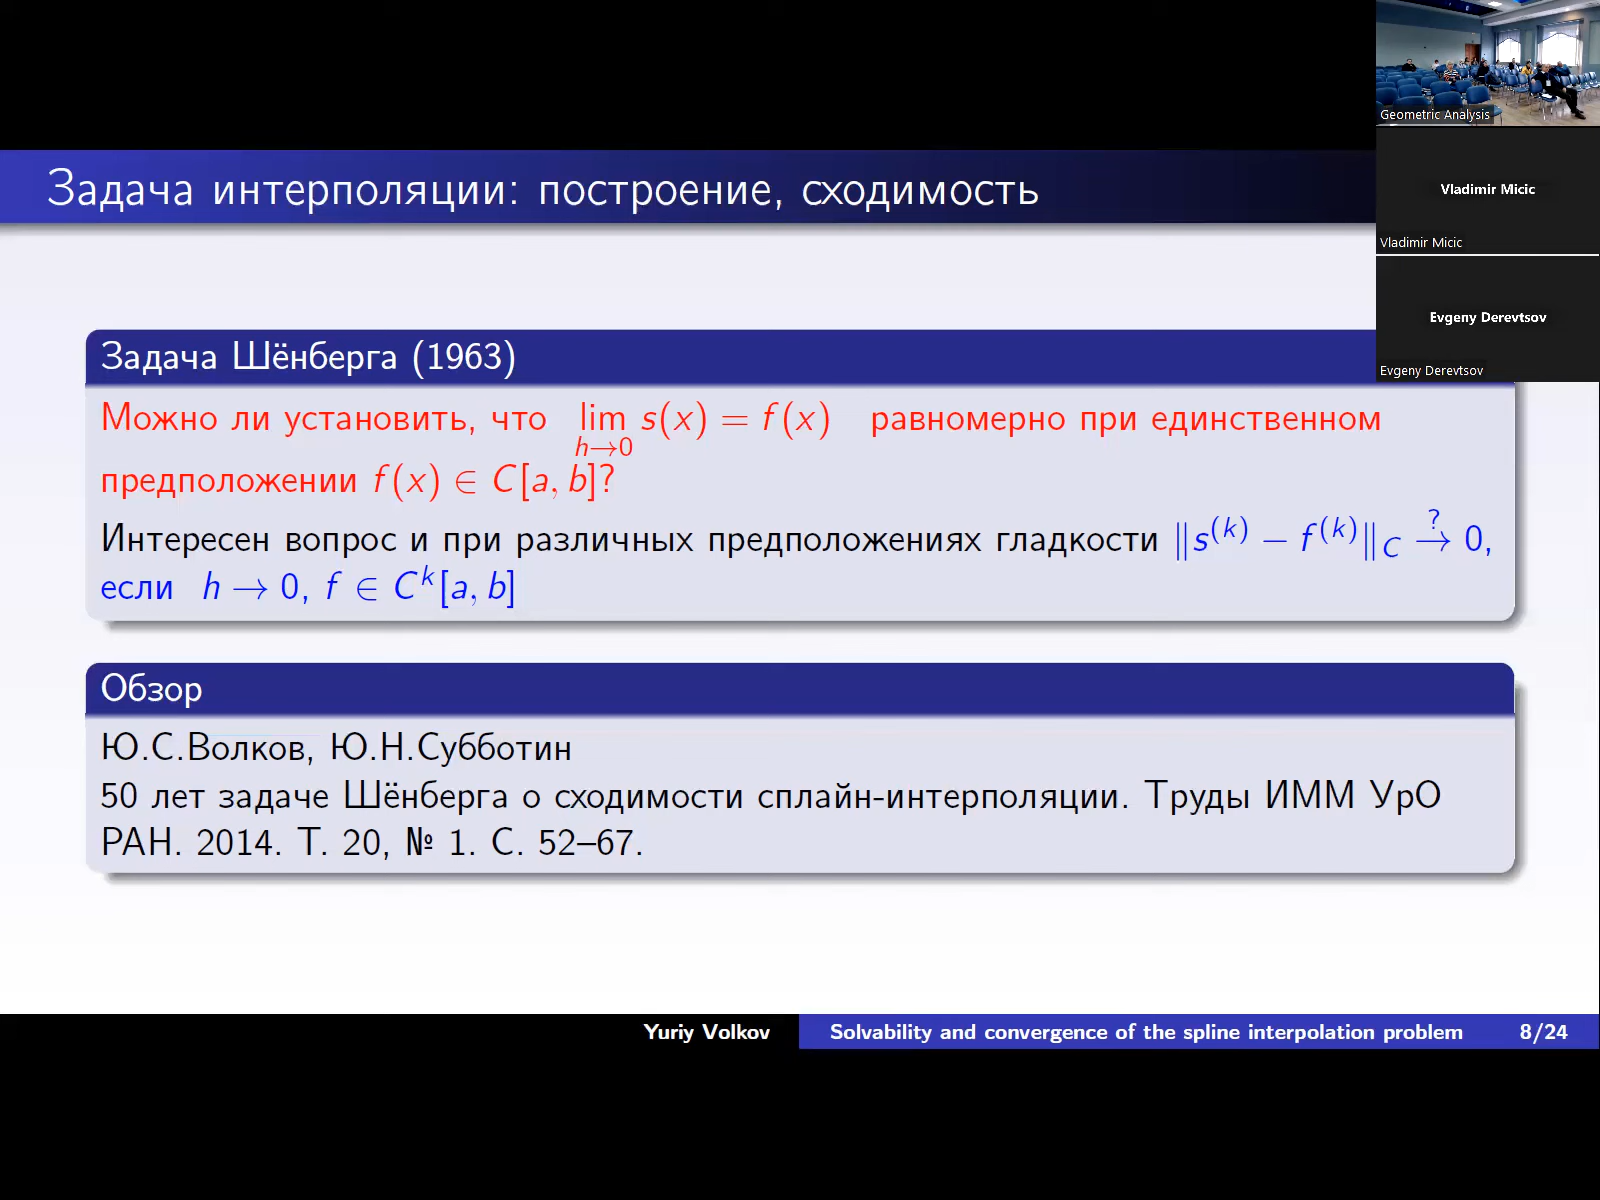 Geometric Analysis
Задача интерполяции: построение, сходимость
Vladimir Micic
Vladimir Micic
Evgeny Derevtsov
Evgeny Derevtsov
Задача Шёнберга (1963)
Можно ли установить, что lim_{h→0} s(x) = f(x) равномерно при единственном
предположении f(x) ∈ C[a, b]?
Интересен вопрос и при различных предположениях гладкости ‖s^{(k)} − f^{(k)}‖_C →^? 0,
если h → 0, f ∈ C^k[a, b]
Обзор
Ю.С.Волков, Ю.Н.Субботин
50 лет задаче Шёнберга о сходимости сплайн-интерполяции. Труды ИММ УрО
РАН. 2014. Т. 20, № 1. С. 52–67.
Yuriy Volkov
Solvability and convergence of the spline interpolation problem
8/24